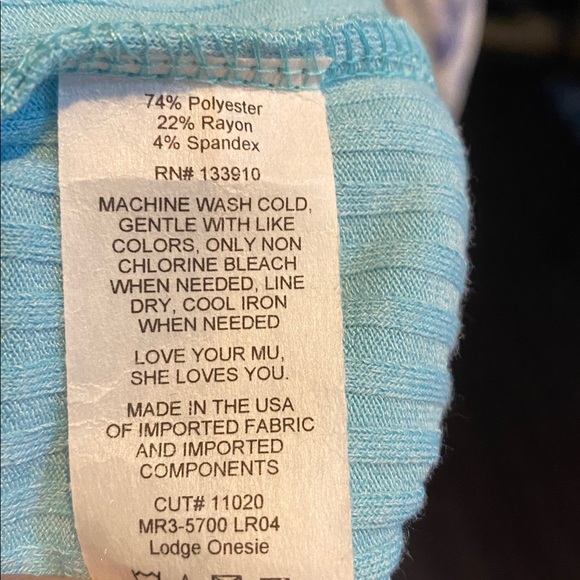 74% Polyester
22% Rayon
4% Spandex
RN# 133910
MACHINE WASH COLD,
GENTLE WITH LIKE
COLORS, ONLY NON
CHLORINE BLEACH
WHEN NEEDED, LINE
DRY, COOL IRON
WHEN NEEDED
LOVE YOUR MU,
SHE LOVES YOU.
MADE IN THE USA
OF IMPORTED FABRIC
AND IMPORTED
COMPONENTS
CUT# 11020
MR3-5700 LR04
Lodge Onesie